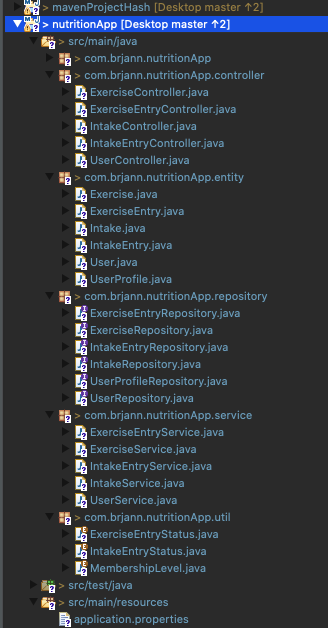 > mavenProjectHash [Desktop master ↑2]
> nutritionApp [Desktop master ↑2]
> src/main/java
> com.brjann.nutritionApp
> com.brjann.nutritionApp.controller
ExerciseController.java
ExerciseEntryController.java
IntakeController.java
IntakeEntryController.java
UserController.java
> com.brjann.nutritionApp.entity
Exercise.java
ExerciseEntry.java
Intake.java
IntakeEntry.java
User.java
UserProfile.java
> com.brjann.nutritionApp.repository
ExerciseEntryRepository.java
ExerciseRepository.java
IntakeEntryRepository.java
IntakeRepository.java
UserProfileRepository.java
UserRepository.java
> com.brjann.nutritionApp.service
ExerciseEntryService.java
ExerciseService.java
IntakeEntryService.java
IntakeService.java
UserService.java
> com.brjann.nutritionApp.util
ExerciseEntryStatus.java
IntakeEntryStatus.java
MembershipLevel.java
> src/test/java
> src/main/resources
application.properties